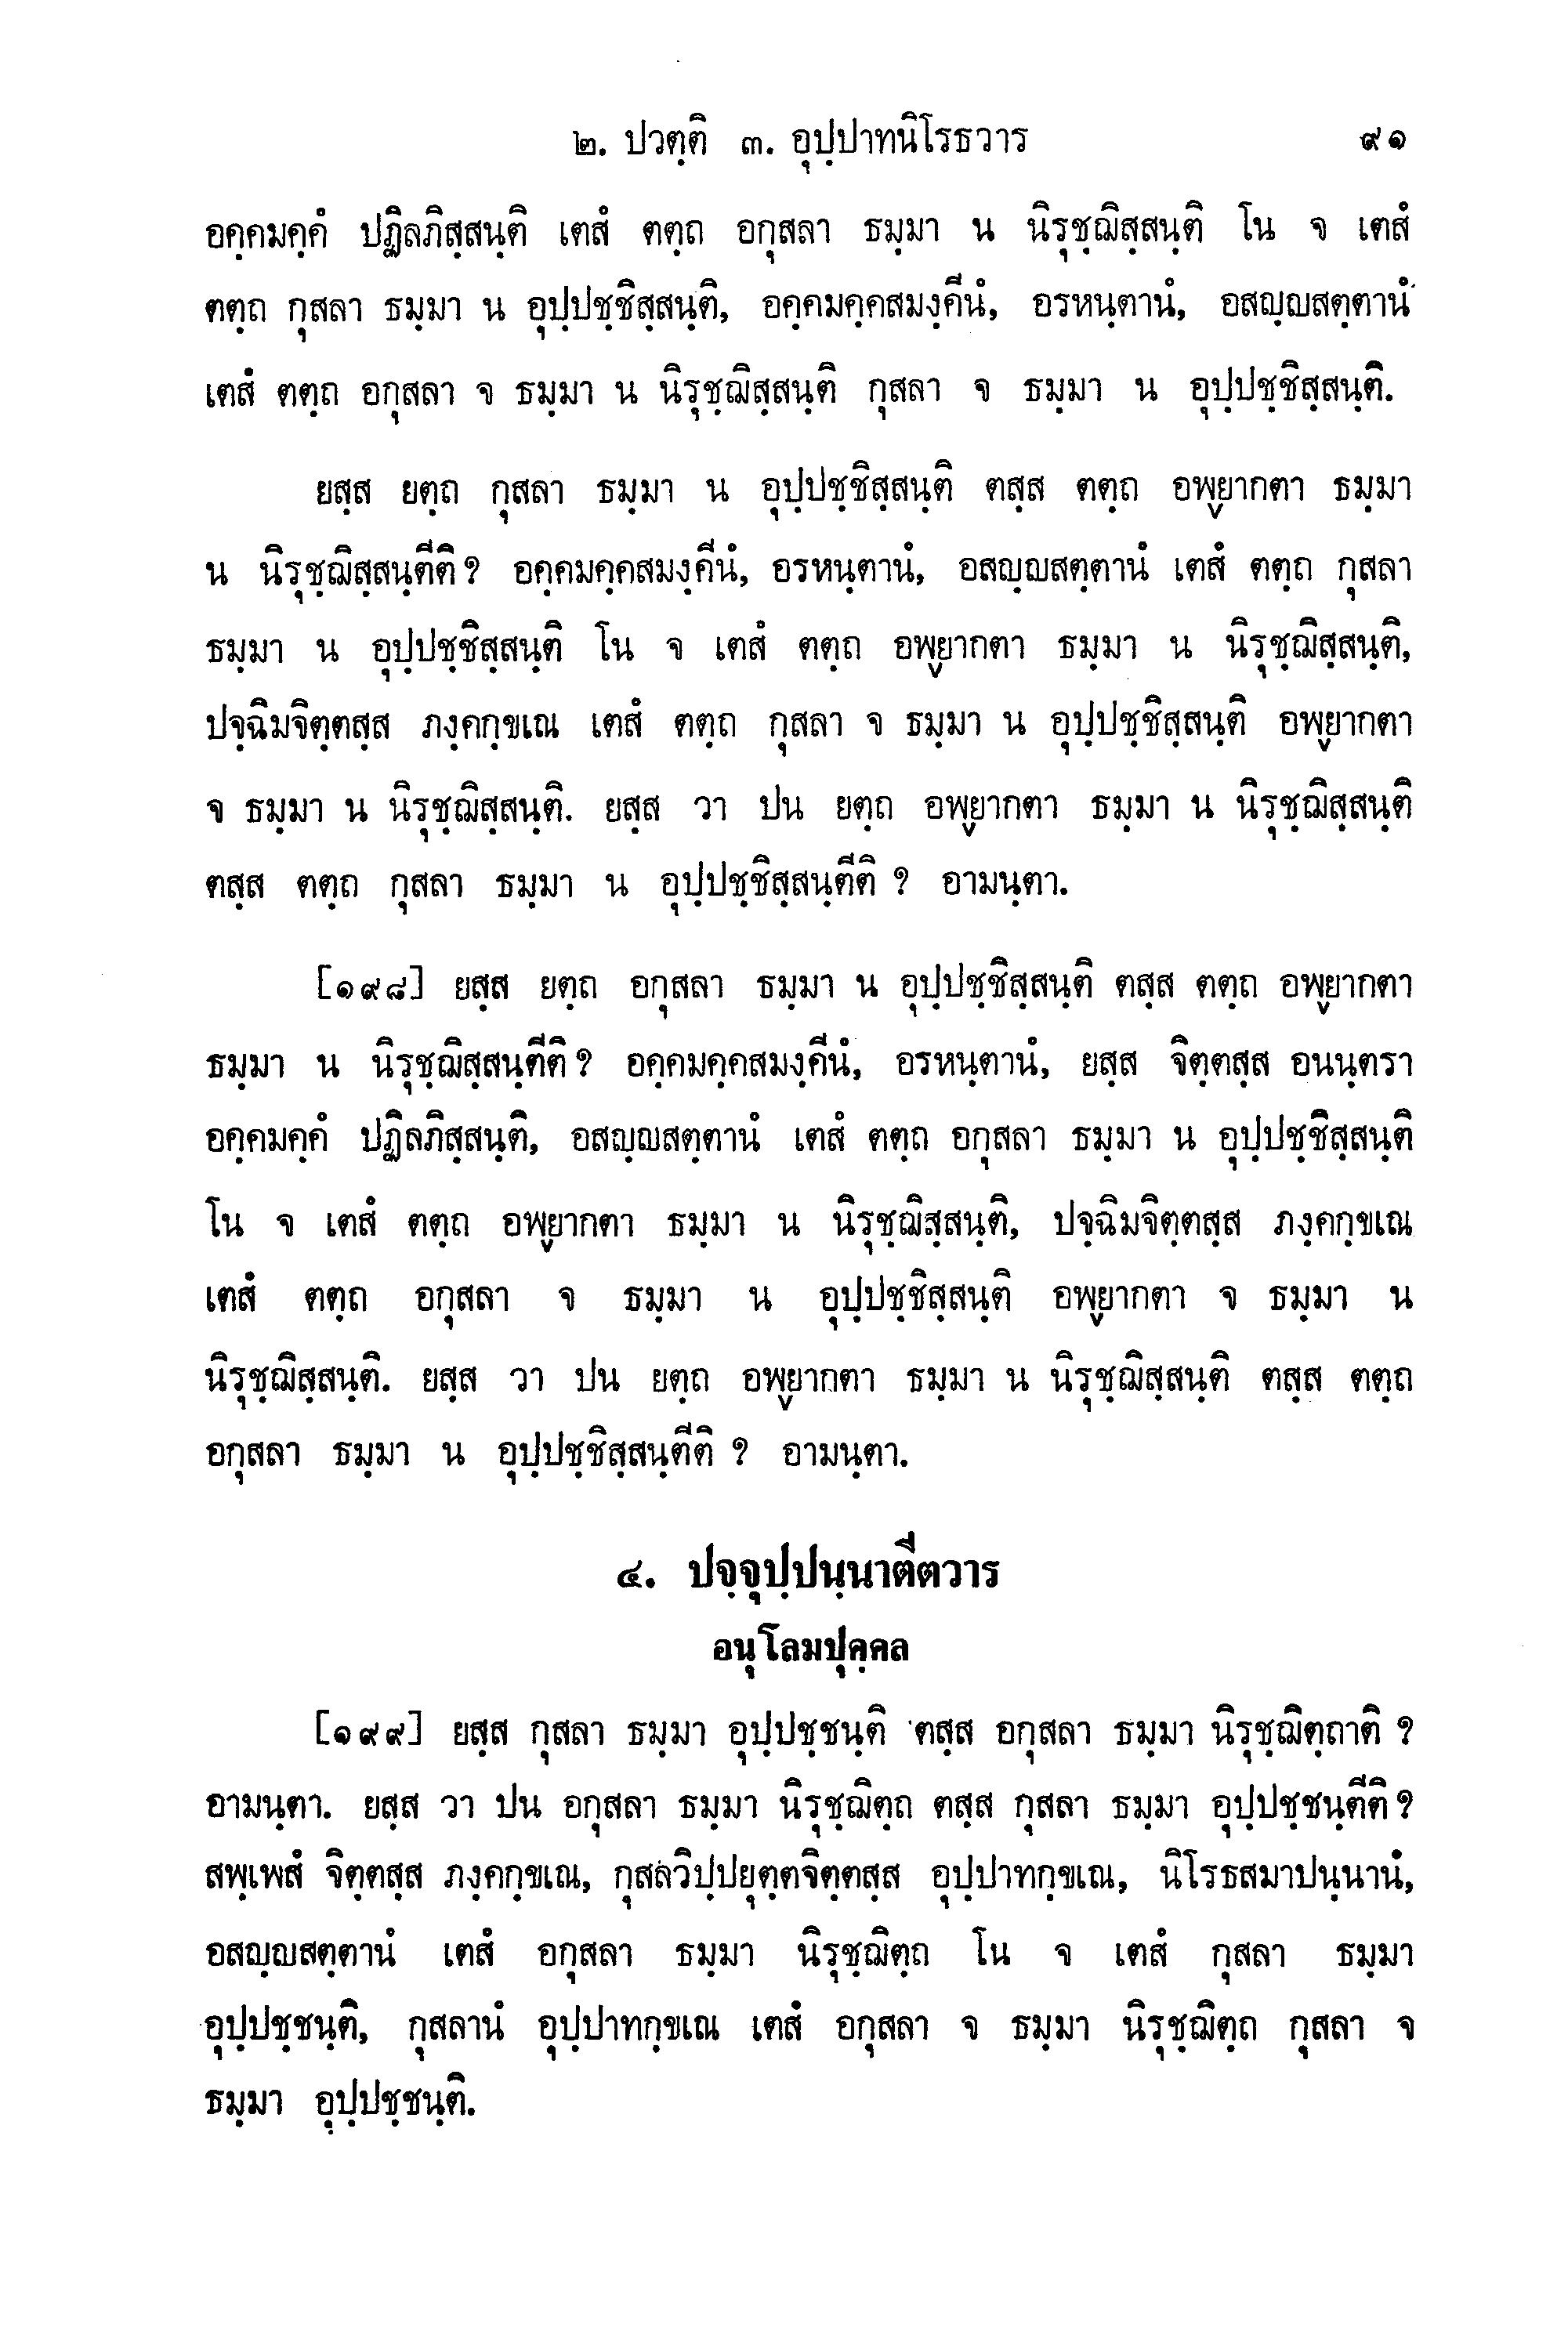 ๒. ปวตฺติ ๓. อุปฺปาทนิโรธวาร ๙๑
อคฺคมคฺคํ ปฏิลภิสฺสนฺติ เตสํ ตตฺถ อกุสลา ธมฺมา น นิรุชฺฌิสฺสนฺติ โน จ เตสํ
ตตฺถ กุสลา ธมฺมา น อุปฺปชฺชิสฺสนฺติ, อคฺคมคฺคสมงฺคีนํ, อรหนฺตานํ, อสญฺญสตฺตานํ
เตสํ ตตฺถ อกุสลา จ ธมฺมา น นิรุชฺฌิสฺสนฺติ กุสลา จ ธมฺมา น อุปฺปชฺชิสฺสนฺติ.
ยสฺส ยตฺถ กุสลา ธมฺมา น อุปฺปชฺชิสฺสนฺติ ตสฺส ตตฺถ อพฺยากตา ธมฺมา
น นิรุชฺฌิสฺสนฺตีติ? อคฺคมคฺคสมงฺคีนํ, อรหนฺตานํ, อสญฺญสตฺตานํ เตสํ ตตฺถ กุสลา
ธมฺมา น อุปฺปชฺชิสฺสนฺติ โน จ เตสํ ตตฺถ อพฺยากตา ธมฺมา น นิรุชฺฌิสฺสนฺติ,
ปจฺฉิมจิตฺตสฺส ภงฺคกฺขเณ เตสํ ตตฺถ กุสลา จ ธมฺมา น อุปฺปชฺชิสฺสนฺติ อพฺยากตา
จ ธมฺมา น นิรุชฺฌิสฺสนฺติ. ยสฺส วา ปน ยตฺถ อพฺยากตา ธมฺมา น นิรุชฺฌิสฺสนฺติ
ตสฺส ตตฺถ กุสลา ธมฺมา น อุปฺปชฺชิสฺสนฺตีติ ? อามนฺตา.
[๑๙๘] ยสฺส ยตฺถ อกุสลา ธมฺมา น อุปฺปชฺชิสฺสนฺติ ตสฺส ตตฺถ อพฺยากตา
ธมฺมา น นิรุชฺฌิสฺสนฺตีติ? อคฺคมคฺคสมงฺคีนํ, อรหนฺตานํ, ยสฺส จิตฺตสฺส อนนฺตรา
อคฺคมคฺคํ ปฏิลภิสฺสนฺติ, อสญฺญสตฺตานํ เตสํ ตตฺถ อกุสลา ธมฺมา น อุปฺปชฺชิสฺสนฺติ
โน จ เตสํ ตตฺถ อพฺยากตา ธมฺมา น นิรุชฺฌิสฺสนฺติ, ปจฺฉิมจิตฺตสฺส ภงฺคกฺขเณ
เตสํ ตตฺถ อกุสลา จ ธมฺมา น อุปฺปชฺชิสฺสนฺติ อพฺยากตา จ ธมฺมา น
นิรุชฺฌิสฺสนฺติ. ยสฺส วา ปน ยตฺถ อพฺยากตา ธมฺมา น นิรุชฺฌิสฺสนฺติ ตสฺส ตตฺถ
อกุสลา ธมฺมา น อุปฺปชฺชิสฺสนฺตีติ ? อามนฺตา.
๔. ปจฺจุปฺปนฺนาตีตวาร
อนุโลมปุคฺคล
[๑๙๙] ยสฺส กุสลา ธมฺมา อุปฺปชฺชนฺติ ตสฺส อกุสลา ธมฺมา นิรุชฺฌิตฺถาติ ?
อามนฺตา. ยสฺส วา ปน อกุสลา ธมฺมา นิรุชฺฌิตฺถ ตสฺส กุสลา ธมฺมา อุปฺปชฺชนฺตีติ?
สพฺเพสํ จิตฺตสฺส ภงฺคกฺขเณ, กุสลวิปฺปยุตฺตจิตฺตสฺส อุปฺปาทกฺขเณ, นิโรธสมาปนฺนานํ,
อสญฺญสตฺตานํ เตสํ อกุสลา ธมฺมา นิรุชฺฌิตฺถ โน จ เตสํ กุสลา ธมฺมา
อุปฺปชฺชนฺติ, กุสลานํ อุปฺปาทกฺขเณ เตสํ อกุสลา จ ธมฺมา นิรุชฺฌิตฺถ กุสลา จ
ธมฺมา อุปฺปชฺชนฺติ.